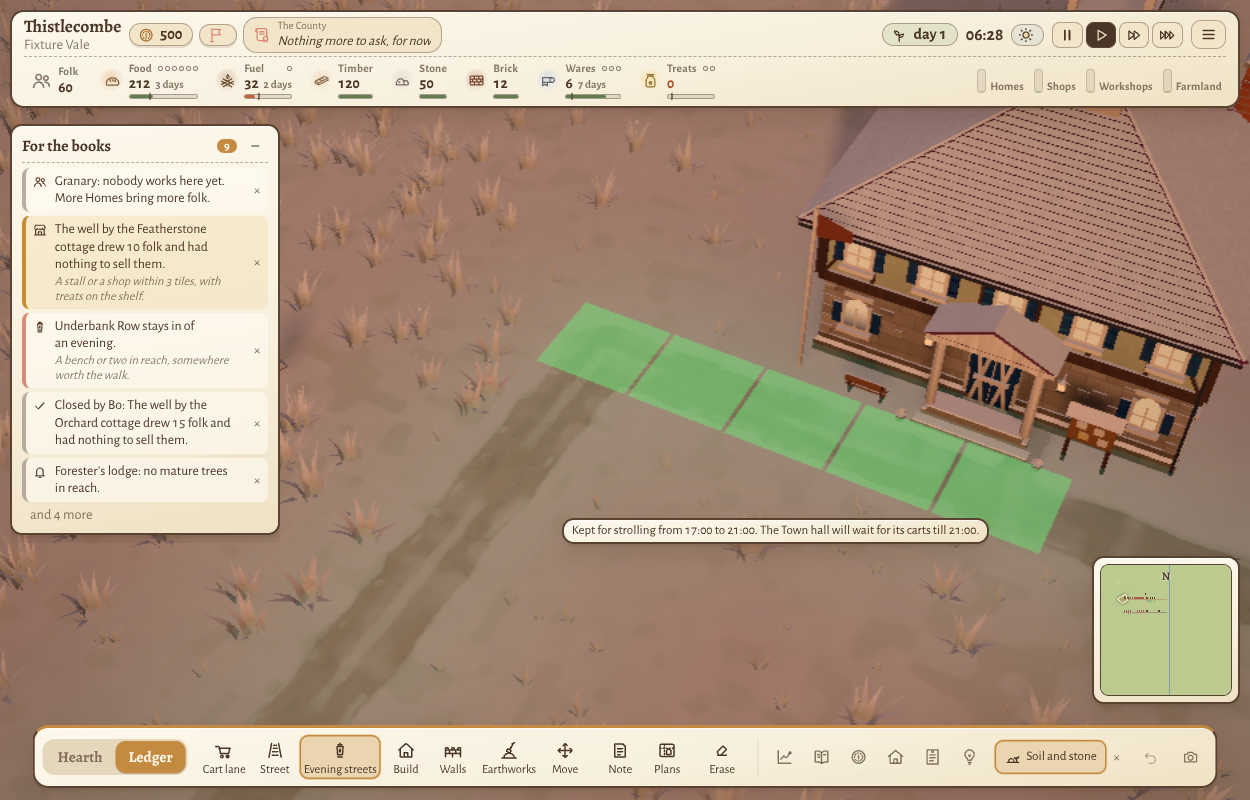 Thistlecombe
Fixture Vale
500
The County
Nothing more to ask, for now
day 1
06:28
Folk
60
Food
212 3 days
Fuel
32 2 days
Timber
120
Stone
50
Brick
12
Wares
6 7 days
Treats
0
Homes
Shops
Workshops
Farmland
For the books
9
Granary: nobody works here yet.
More Homes bring more folk.
The well by the Featherstone
cottage drew 10 folk and had
nothing to sell them.
A stall or a shop within 3 tiles, with
treats on the shelf.
Underbank Row stays in of
an evening.
A bench or two in reach, somewhere
worth the walk.
Closed by Bo: The well by the
Orchard cottage drew 15 folk and
had nothing to sell them.
Forester's lodge: no mature trees
in reach.
and 4 more
Kept for strolling from 17:00 to 21:00. The Town hall will wait for its carts till 21:00.
N
Hearth
Ledger
Cart lane
Street
Evening streets
Build
Walls
Earthworks
Move
Note
Plans
Erase
Soil and stone